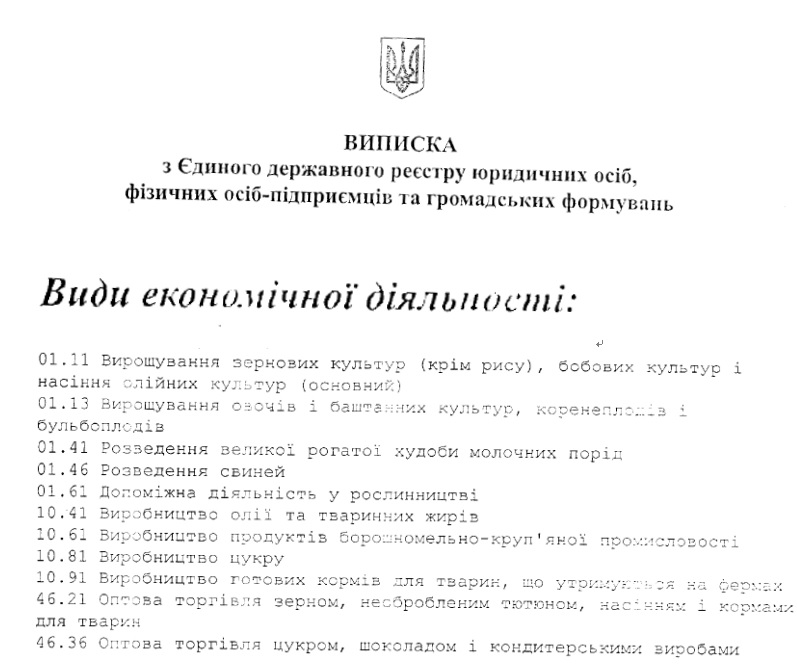 ВИПИСКА
з Єдиного державного реєстру юридичних осіб,
фізичних осіб-підприємців та громадських формувань
Види економічної діяльності:
01.11 Вирощування зернових культур (крім рису), бобових культур і
насіння олійних культур (основний)
01.13 Вирощування овочів і баштанних культур, коренеплодів і
бульбоплодів
01.41 Розведення великої рогатої худоби молочних порід
01.46 Розведення свиней
01.61 Допоміжна діяльність у рослинництві
10.41 Виробництво олії та тваринних жирів
10.61 Виробництво продуктів борошномельно-круп'яної промисловості
10.81 Виробництво цукру
10.91 Виробництво готових кормів для тварин, що утримуються на фермах
46.21 Оптова торгівля зерном, необробленим тютюном, насінням і кормами
для тварин
46.36 Оптова торгівля цукром, шоколадом і кондитерськими виробами